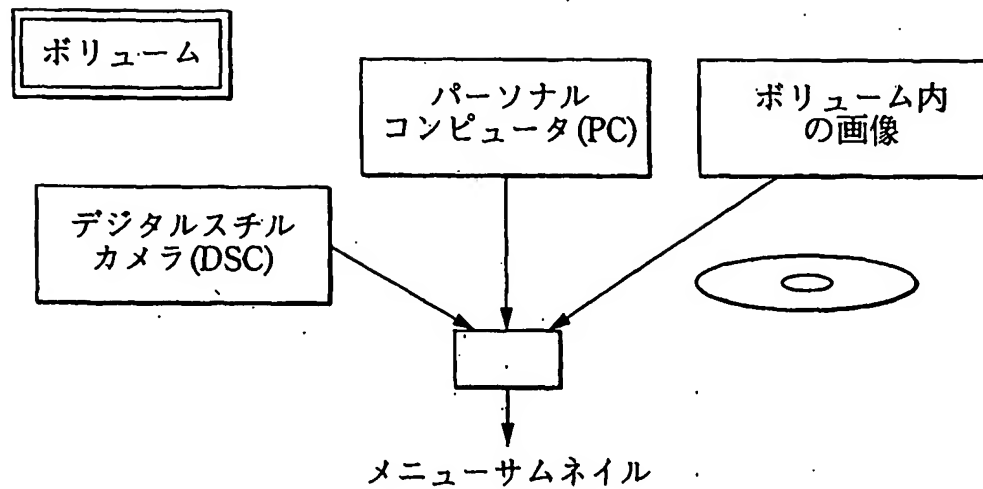 ボリューム
パーソナル
コンピュータ(PC)
ボリューム内
の画像
デジタルスチル
カメラ(DSC)
メニューサムネイル